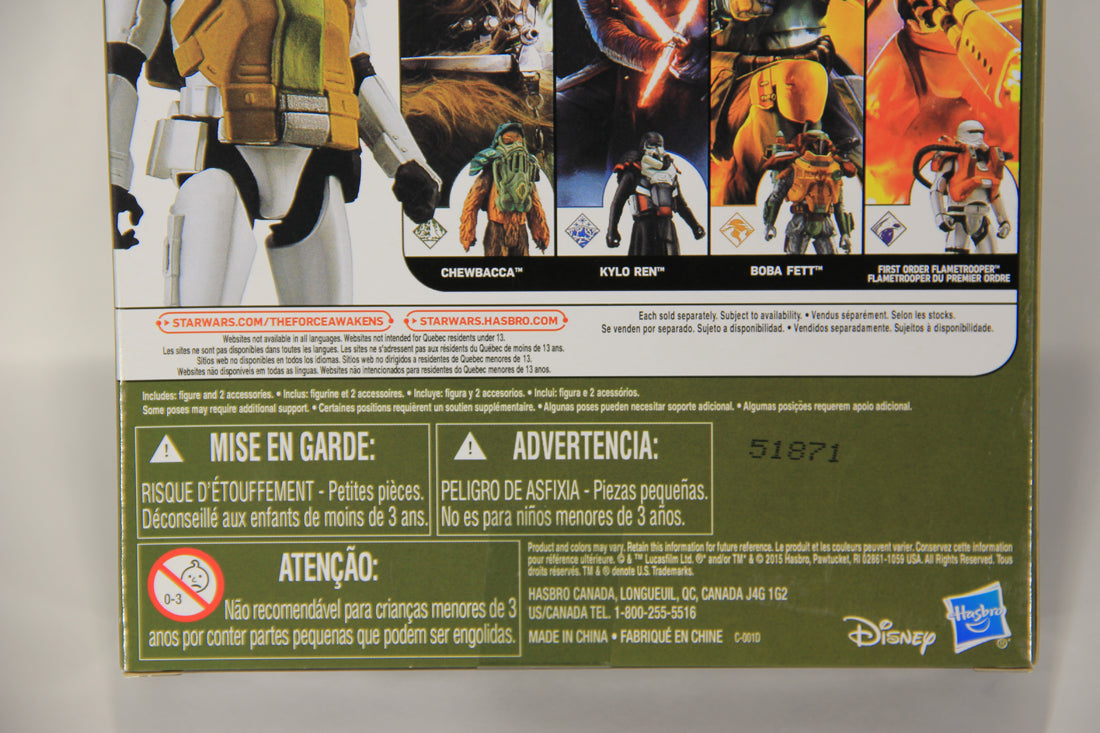 CHEWBACCA™
KYLO REN™
BOBA FETT™
FIRST ORDER FLAMETROOPER™
FLAMETROOPER DU PREMIER ORDRE
STARWARS.COM/THEFORCEAWAKENS
STARWARS.HASBRO.COM
Websites not available in all languages. Websites not intended for Quebec residents under 13.
Les sites ne sont pas disponibles dans toutes les langues. Les sites ne s'adressent pas aux résidents du Québec de moins de 13 ans.
Sitios web no disponibles en todos los idiomas. Sitios web no dirigidos a residentes de Quebec menores de 13.
Websites não disponíveis em todas as línguas. Websites não intencionados para residentes do Quebec menores de 13 anos.
Each sold separately. Subject to availability. • Vendus séparément. Selon les stocks.
Se venden por separado. Sujeto a disponibilidad. • Vendidos separadamente. Sujeitos à disponibilidade.
Includes: figure and 2 accessories. • Inclus: figurine et 2 accessoires. • Incluye: figura y 2 accesorios. • Inclui: figura e 2 acessórios.
Some poses may require additional support. • Certaines positions requièrent un soutien supplémentaire. • Algunas poses pueden necesitar soporte adicional. • Algumas posições requerem apoio adicional.
MISE EN GARDE:
RISQUE D'ÉTOUFFEMENT - Petites pièces.
Déconseillé aux enfants de moins de 3 ans.
ADVERTENCIA:
PELIGRO DE ASFIXIA - Piezas pequeñas.
No es para niños menores de 3 años.
51871
0-3
ATENÇÃO:
Não recomendável para crianças menores de 3
anos por conter partes pequenas que podem ser engolidas.
Product and colors may vary. Retain this information for future reference. Le produit et les couleurs peuvent varier. Conservez cette information
pour référence ultérieure. © & ™ Lucasfilm Ltd. ®* and/or TM* & © 2015 Hasbro, Pawtucket, RI 02861-1059 USA. All Rights Reserved. Tous
droits réservés. TM & ® denote U.S. Trademarks.
HASBRO CANADA, LONGUEUIL, QC, CANADA J4G 1G2
US/CANADA TEL. 1-800-255-5516
MADE IN CHINA • FABRIQUÉ EN CHINE C-001D
Disney
Hasbro